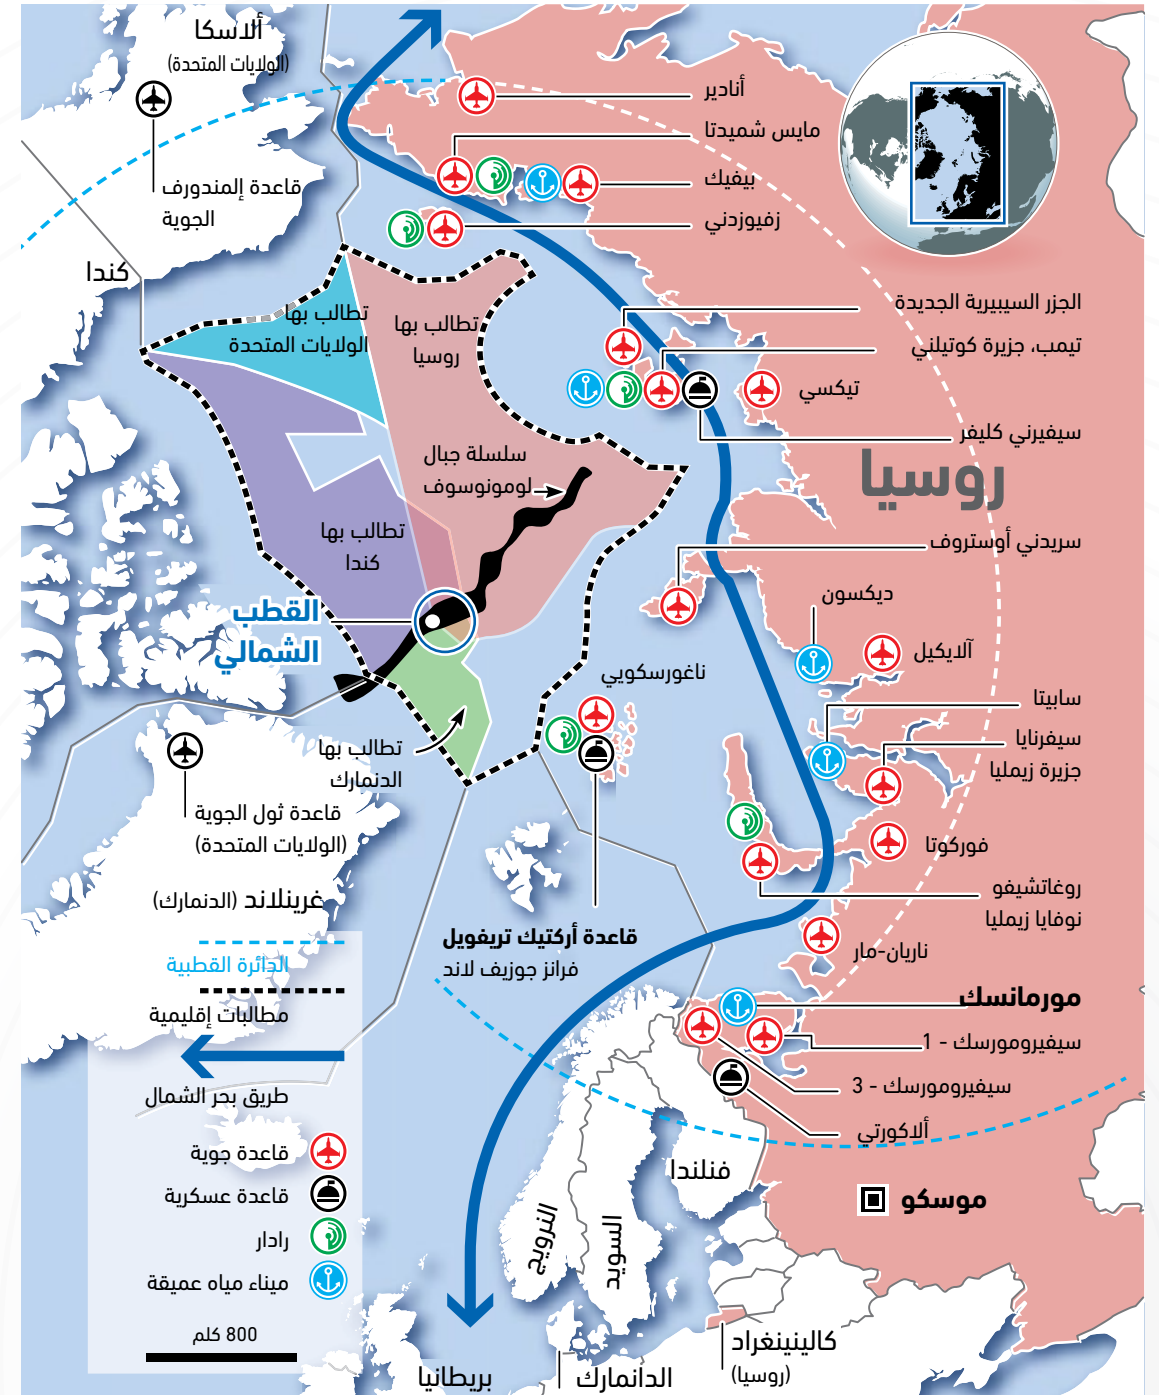 ألاسكا
(الولايات المتحدة)
قاعدة إلمندورف
الجوية
كندا
أنادير
مايس شميدتا
بيفيك
زفيوزدني
الجزر السيبيرية الجديدة
تيمب، جزيرة كوتيلني
تيكسي
سيفيرني كليفر
روسيا
تطالب بها
الولايات المتحدة
تطالب بها
روسيا
سلسلة جبال
لومونوسوف
تطالب بها
كندا
القطب
الشمالي
سريدني أوستروف
ديكسون
آلايكيل
سابيتا
سيفرنايا
جزيرة زيمليا
ناغورسكويي
تطالب بها
الدنمارك
قاعدة ثول الجوية
(الولايات المتحدة)
غرينلاند (الدنمارك)
فوركوتا
روغاتشيفو
نوفايا زيمليا
قاعدة أركتيك تريفويل
فرانز جوزيف لاند
ناريان-مار
مورمانسك
سيفيرومورسك - 1
سيفيرومورسك - 3
ألاكورتي
موسكو
فنلندا
السويد
النرويج
كالينينغراد
(روسيا)
الدانمارك
بريطانيا
الدائرة القطبية
مطالبات إقليمية
طريق بحر الشمال
قاعدة جوية
قاعدة عسكرية
رادار
ميناء مياه عميقة
800 كلم